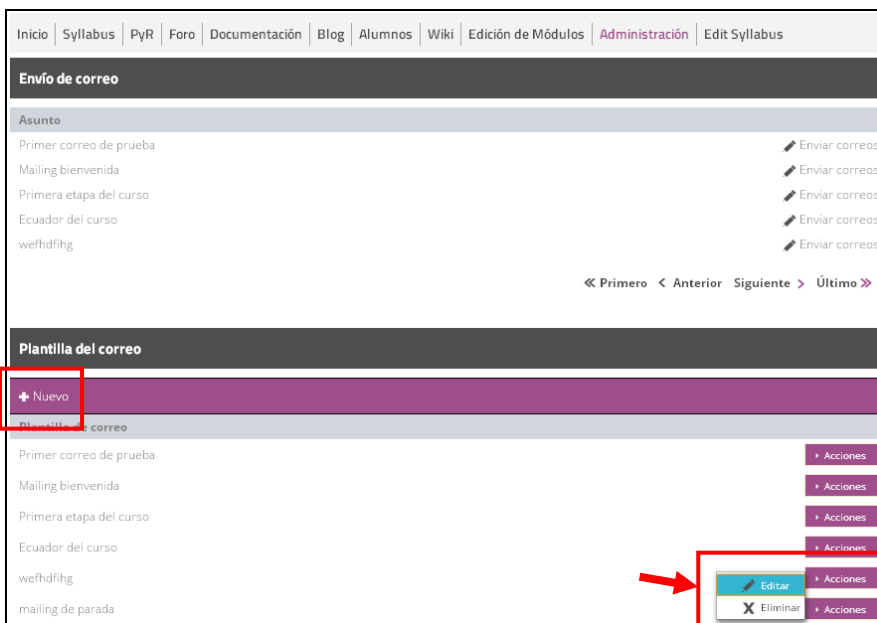 Inicio Syllabus PyR Foro Documentación Blog Alumnos Wiki Edición de Módulos Administración Edit Syllabus
Envío de correo
Asunto
Primer correo de prueba Enviar correos
Mailing bienvenida Enviar correos
Primera etapa del curso Enviar correos
Ecuador del curso Enviar correos
wefhdfihg Enviar correos
Primero Anterior Siguiente Último
Plantilla del correo
Nuevo
Plantilla de correo
Primer correo de prueba Acciones
Mailing bienvenida Acciones
Primera etapa del curso Acciones
Ecuador del curso Acciones
wefhdfihg Editar Acciones
mailing de parada Eliminar Acciones